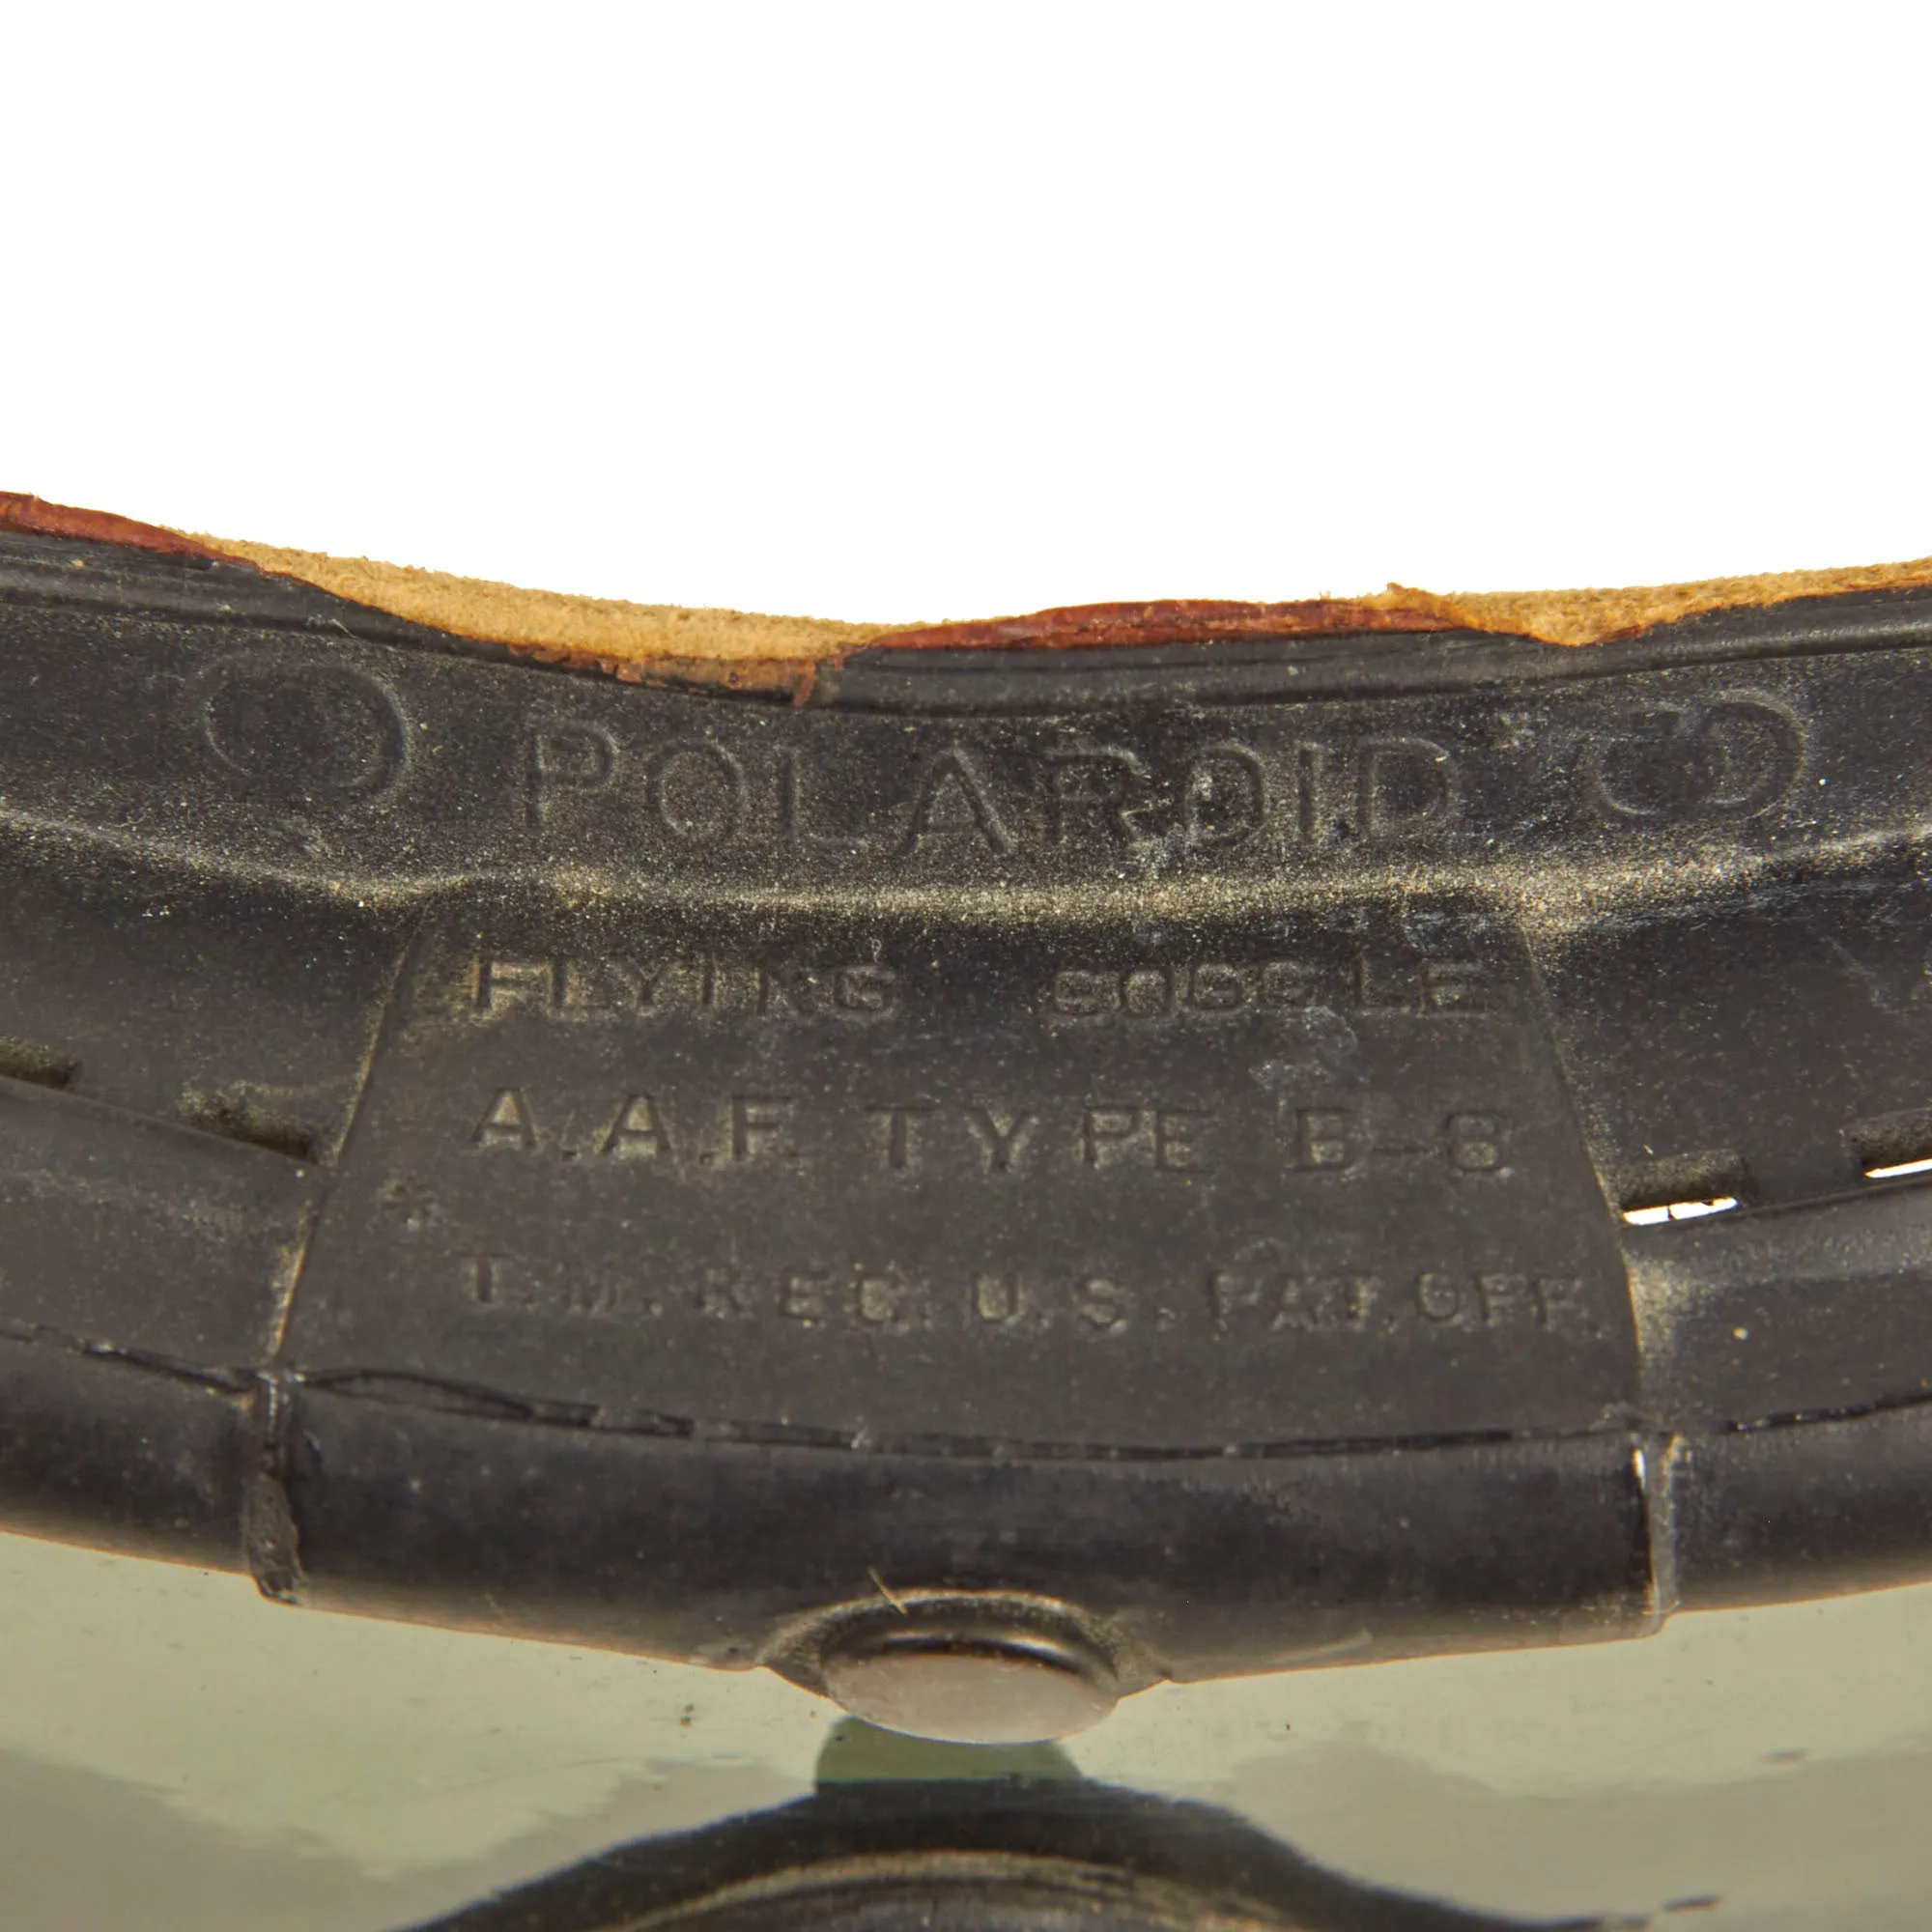 POLAROID
FLYING GOGGLE
A.A.F. TYPE B-8
* T.M. REG. U.S. PAT. OFF.